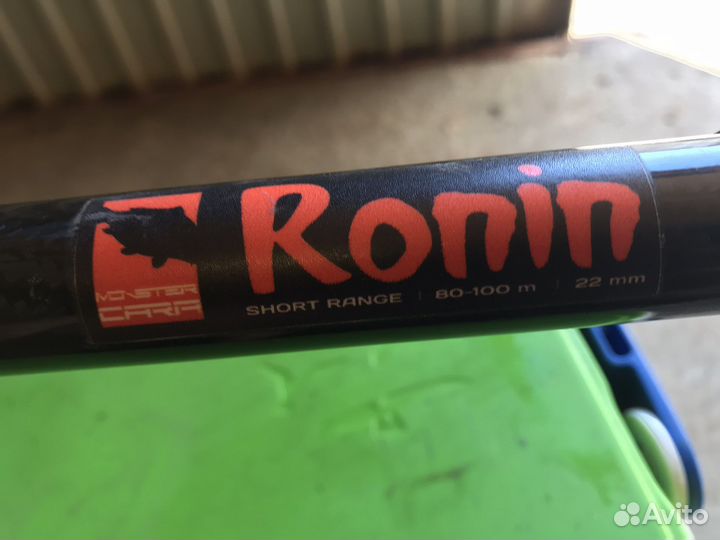 MONSTER
CARP
Ronin
SHORT RANGE | 80-100 m | 22 mm
Avito